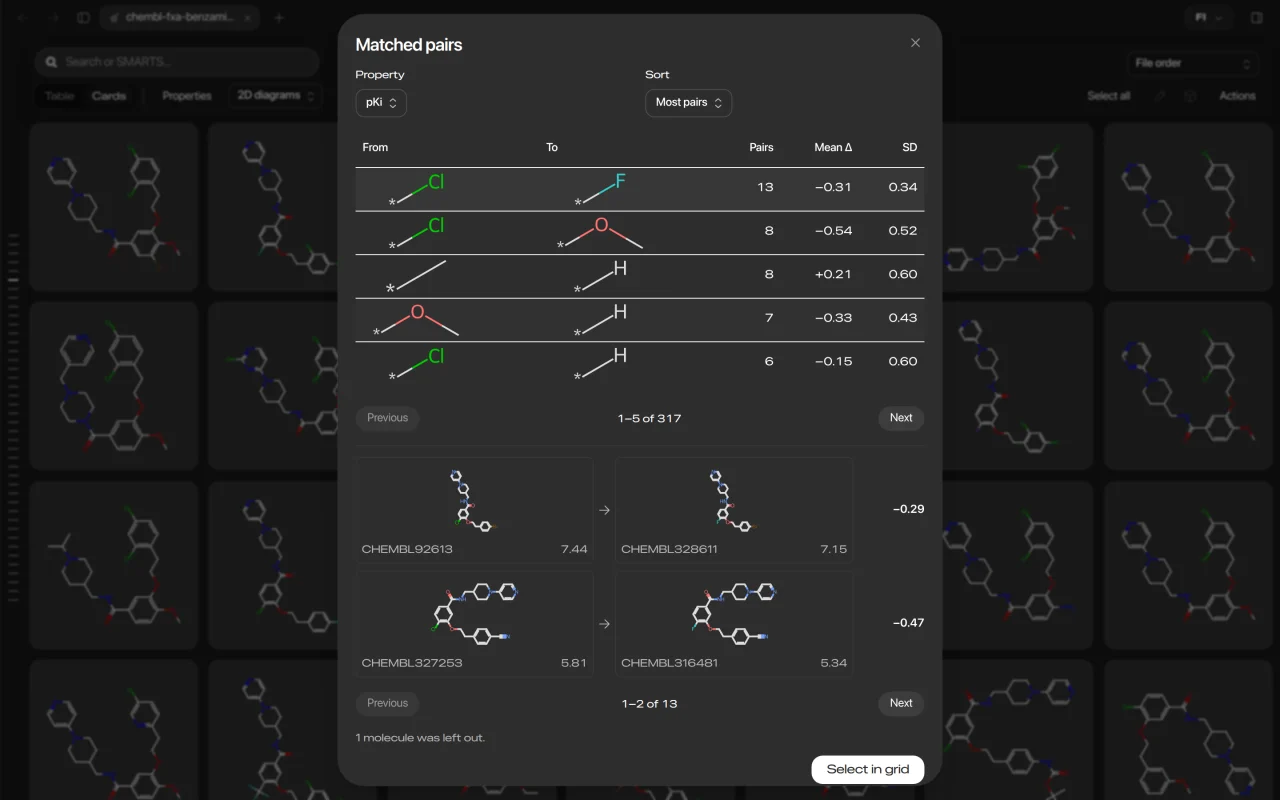 chembl-fxa-benzami...
FI
Search or SMARTS...
File order
Table
Cards
Properties
2D diagrams
Select all
Actions
Matched pairs
Property
Sort
pKi
Most pairs
From
To
Pairs
Mean Δ
SD
* Cl
* F
13
−0.31
0.34
* Cl
* O
8
−0.54
0.52
*
* H
8
+0.21
0.60
* O
* H
7
−0.33
0.43
* Cl
* H
6
−0.15
0.60
Previous
1–5 of 317
Next
CHEMBL92613
7.44
→
CHEMBL328611
7.15
−0.29
CHEMBL327253
5.81
→
CHEMBL316481
5.34
−0.47
Previous
1–2 of 13
Next
1 molecule was left out.
Select in grid